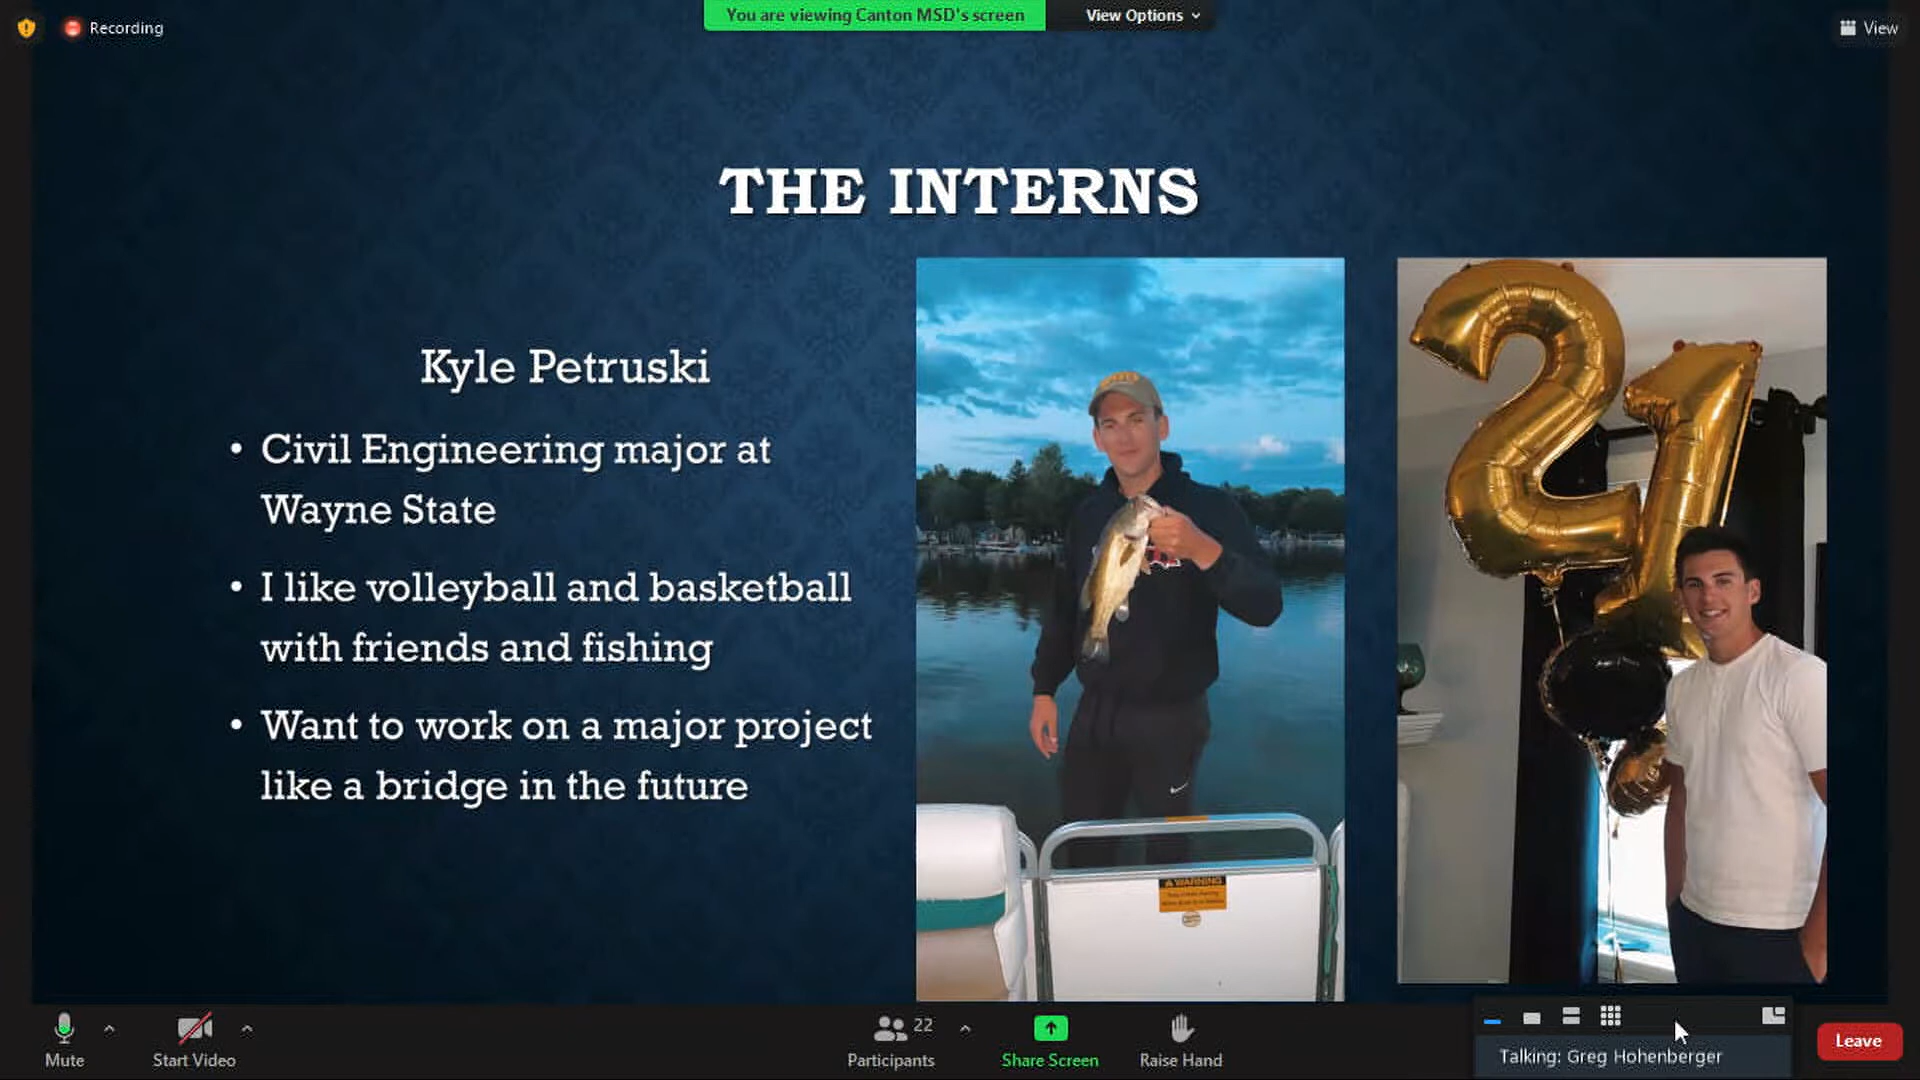 Recording
You are viewing Canton MSD's screen
View Options
View
THE INTERNS
Kyle Petruski
• Civil Engineering major at
Wayne State
• I like volleyball and basketball
with friends and fishing
• Want to work on a major project
like a bridge in the future
21
WARNING
Mute
Start Video
22
Participants
Share Screen
Raise Hand
Talking: Greg Hohenberger
Leave